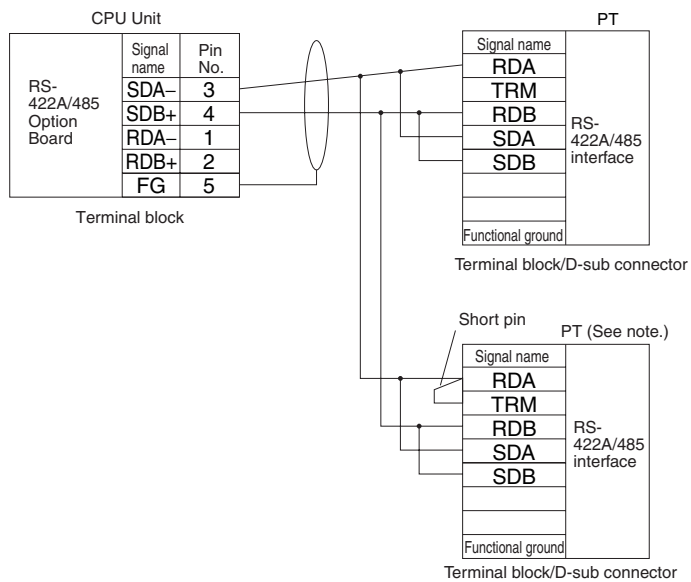 CPU Unit
RS-
422A/485
Option
Board
Signal
name
Pin
No.
SDA– 3
SDB+ 4
RDA– 1
RDB+ 2
FG 5
Terminal block
PT
Signal name
RDA
TRM
RDB
SDA
SDB
Functional ground
RS-
422A/485
interface
Terminal block/D-sub connector
Short pin
PT (See note.)
Signal name
RDA
TRM
RDB
SDA
SDB
Functional ground
RS-
422A/485
interface
Terminal block/D-sub connector